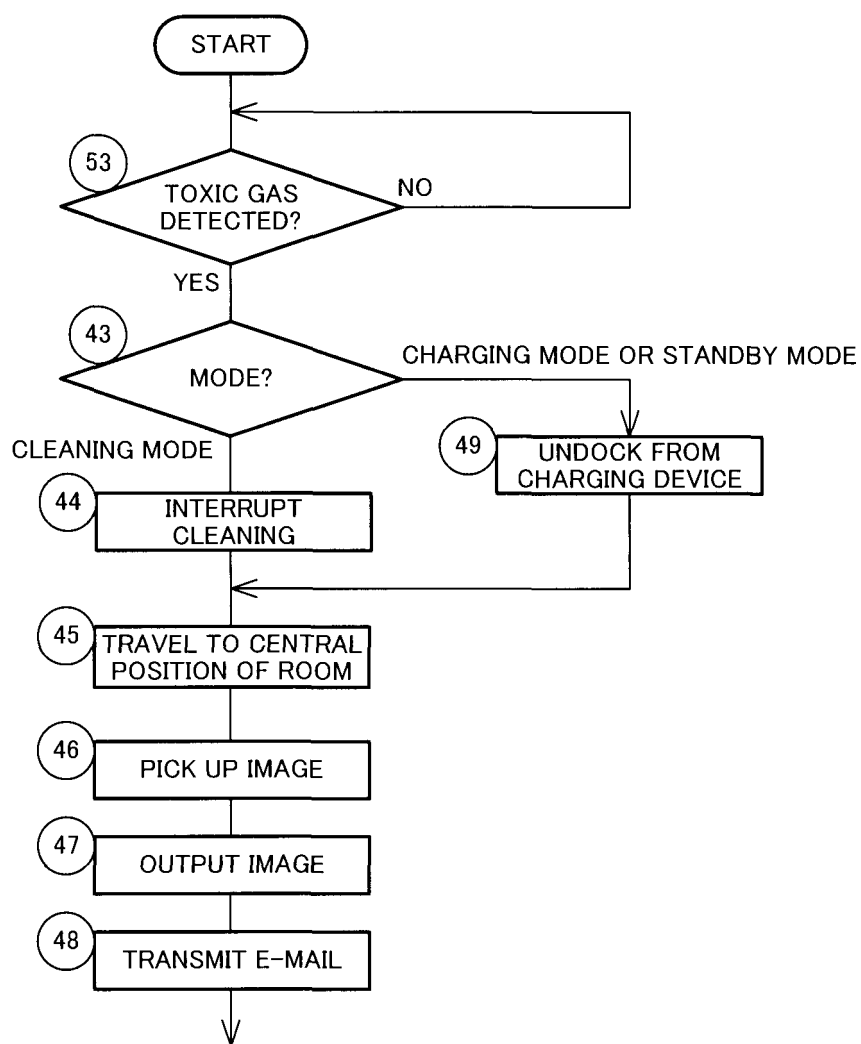 START
53
TOXIC GAS
DETECTED?
NO
YES
43
MODE?
CHARGING MODE OR STANDBY MODE
CLEANING MODE
49
UNDOCK FROM
CHARGING DEVICE
44
INTERRUPT
CLEANING
45
TRAVEL TO CENTRAL
POSITION OF ROOM
46
PICK UP IMAGE
47
OUTPUT IMAGE
48
TRANSMIT E-MAIL